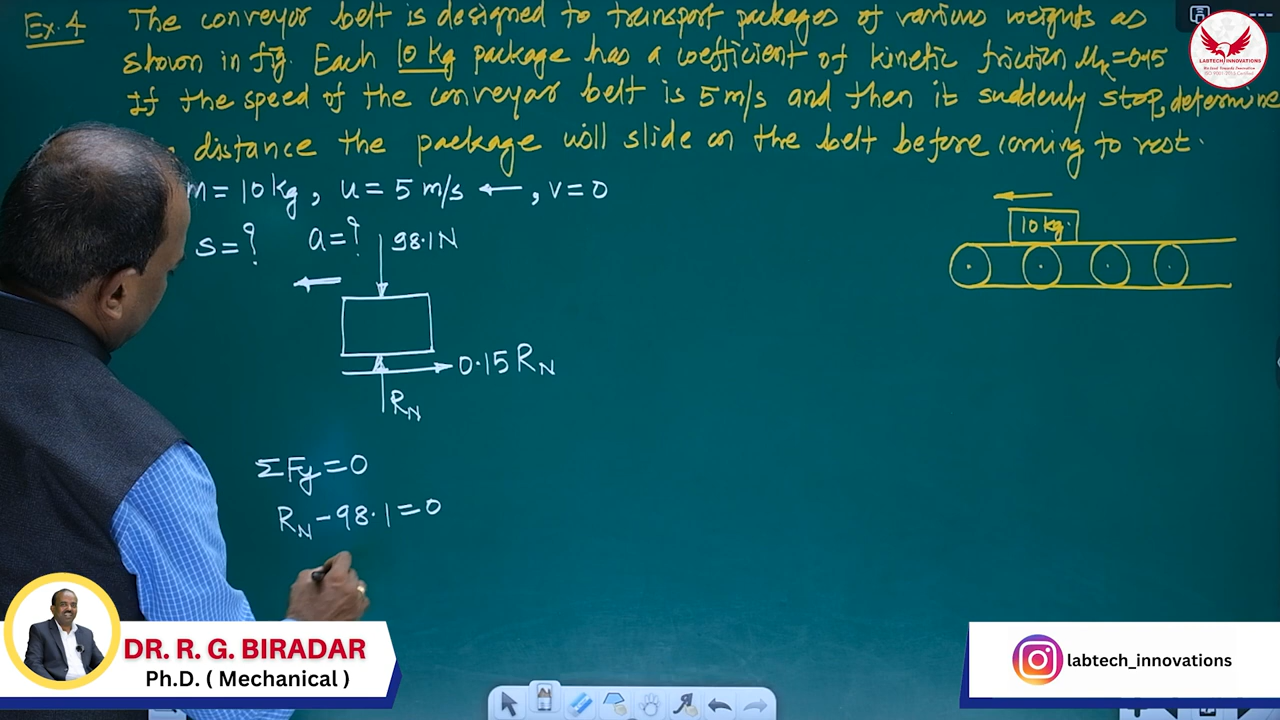 Ex.4 The conveyor belt is designed to transport packages of various weights as
shown in fig. Each 10 kg package has a coefficient of kinetic friction μk=0.15
If the speed of the conveyor belt is 5 m/s and then it suddenly stop, determine
distance the package will slide on the belt before coming to rest.
m = 10 kg, u = 5 m/s ←, v = 0
s = ? a = ? 98.1N
10 kg.
0.15 RN
RN
ΣFy = 0
RN - 98.1 = 0
LABTECH INNOVATIONS
DR. R. G. BIRADAR
Ph.D. ( Mechanical )
labtech_innovations